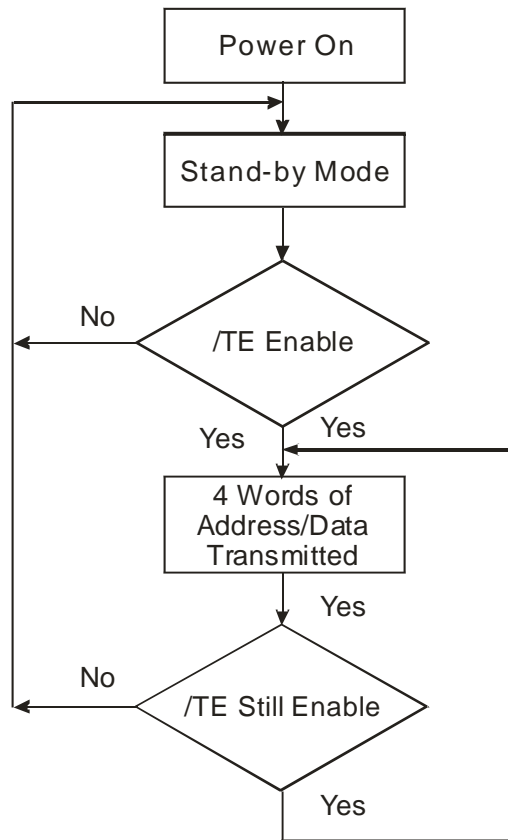 Power On
Stand-by Mode
No
/TE Enable
Yes
Yes
4 Words of
Address/Data
Transmitted
Yes
No
/TE Still Enable
Yes